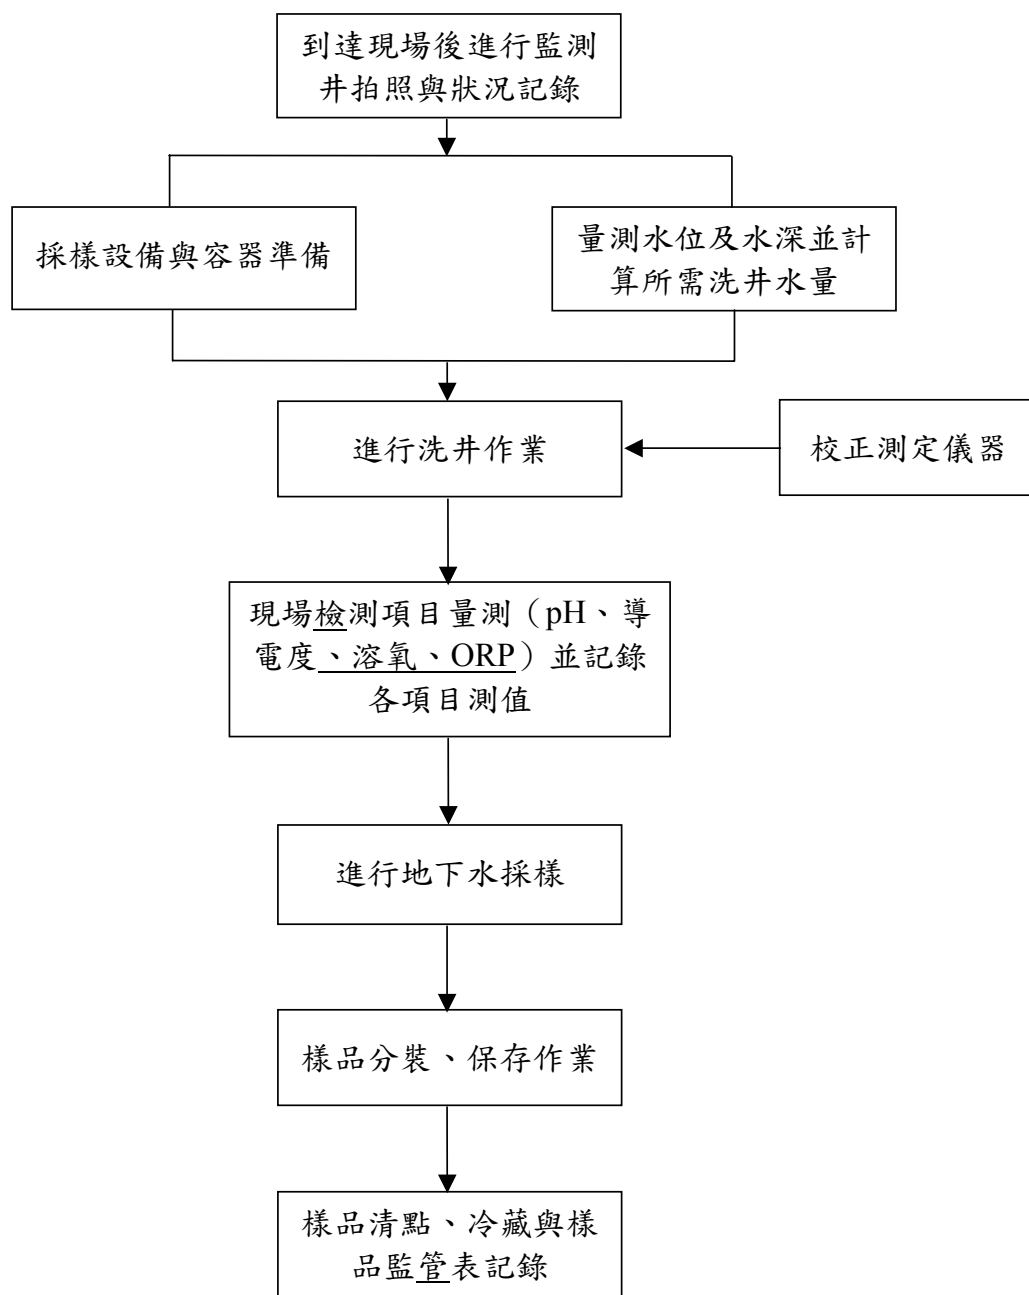 到達現場後進行監測
井拍照與狀況記錄
採樣設備與容器準備
量測水位及水深並計
算所需洗井水量
進行洗井作業
校正測定儀器
現場檢測項目量測（pH、導
電度、溶氧、ORP）並記錄
各項目測值
進行地下水採樣
樣品分裝、保存作業
樣品清點、冷藏與樣
品監管表記錄